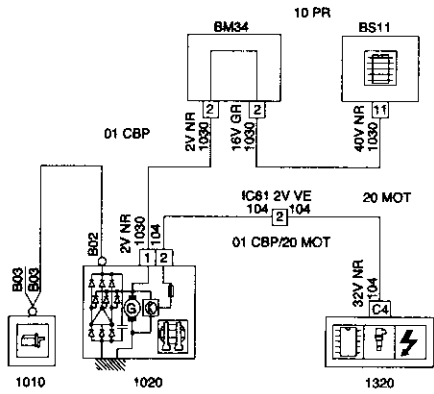 10 PR
BM34
BS11
2
2
11
2V NR
1030
16V GR
1030
40V NR
1030
01 CBP
IC61 2V VE
104
104
2
20 MOT
01 CBP/20 MOT
B03
B03
B02
2V NR
1030
104
1
2
32V NR
104
C4
G
1010
1020
1320